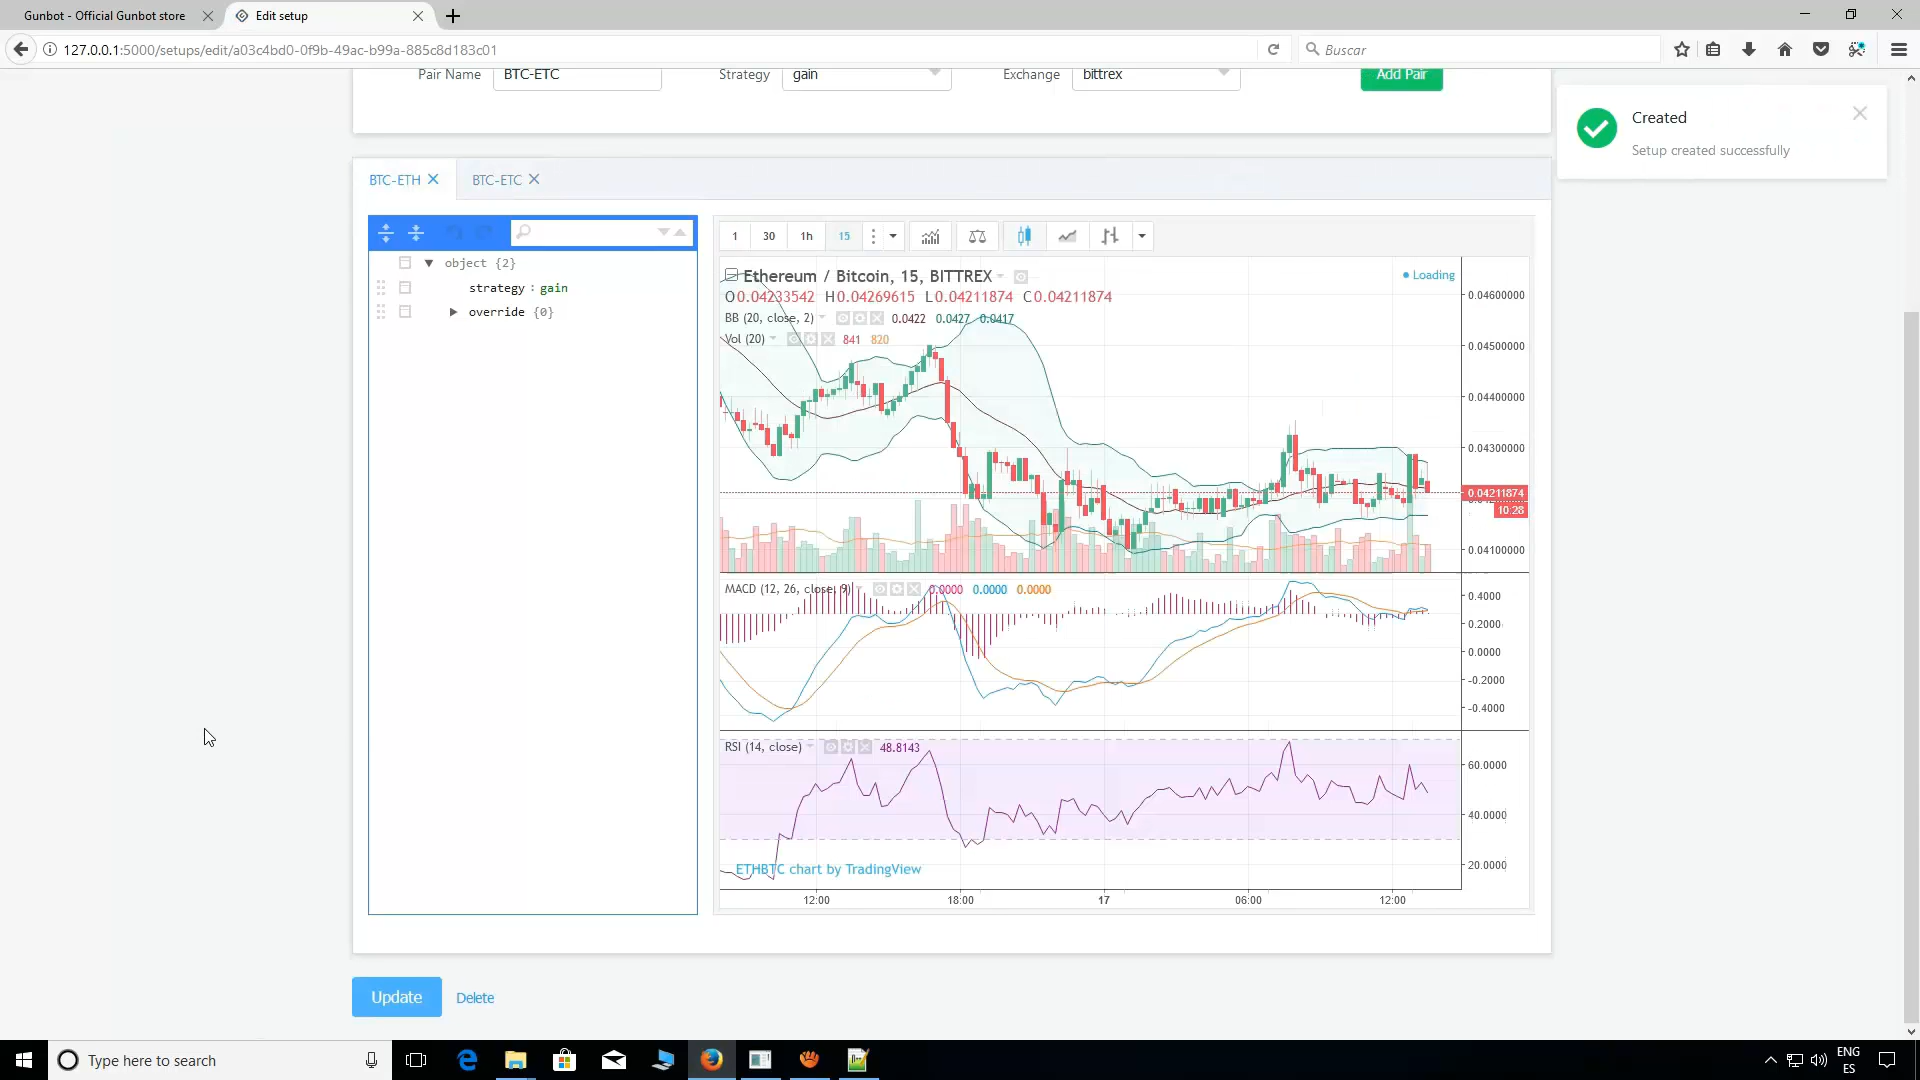 Gunbot - Official Gunbot store
Edit setup
127.0.0.1:5000/setups/edit/a03c4bd0-0f9b-49ac-b99a-885c8d183c01
Buscar
Pair Name BTC-ETC Strategy gain Exchange bittrex Add Pair
Created
Setup created successfully
BTC-ETH
BTC-ETC
object {2}
strategy : gain
override {0}
1 30 1h 15
Ethereum / Bitcoin, 15, BITTREX
Loading
O0.04233542 H0.04269615 L0.04211874 C0.04211874
BB (20, close, 2) 0.0422 0.0427 0.0417
Vol (20) 841 820
0.04600000
0.04500000
0.04400000
0.04300000
0.04211874
10:28
0.04100000
MACD (12, 26, close, 9) 0.0000 0.0000 0.0000
0.4000
0.2000
0.0000
-0.2000
-0.4000
RSI (14, close) 48.8143
60.0000
40.0000
20.0000
ETHBTC chart by TradingView
12:00 18:00 17 06:00 12:00
Update Delete
Type here to search
ENG
ES